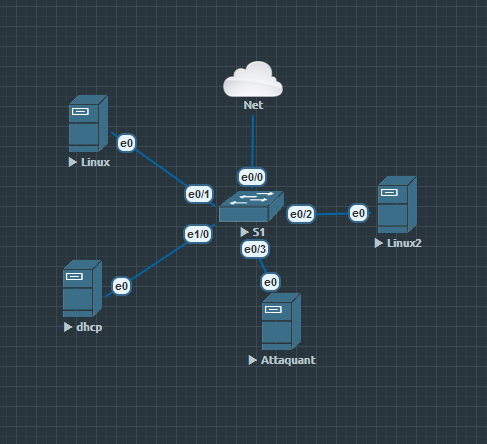 Net
e0
Linux
e0/0
e0/1
e0/2
e0
S1
Linux2
e1/0
e0/3
e0
dhcp
e0
Attaquant